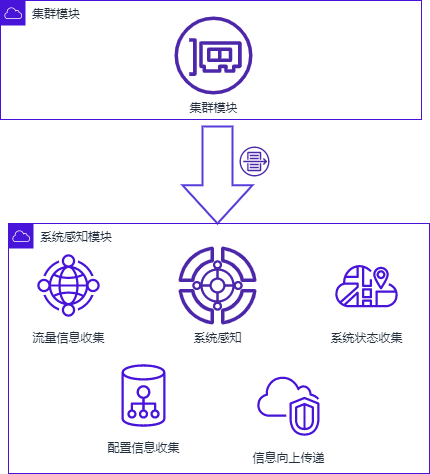 集群模块
集群模块
系统感知模块
流量信息收集
系统感知
系统状态收集
配置信息收集
信息向上传递